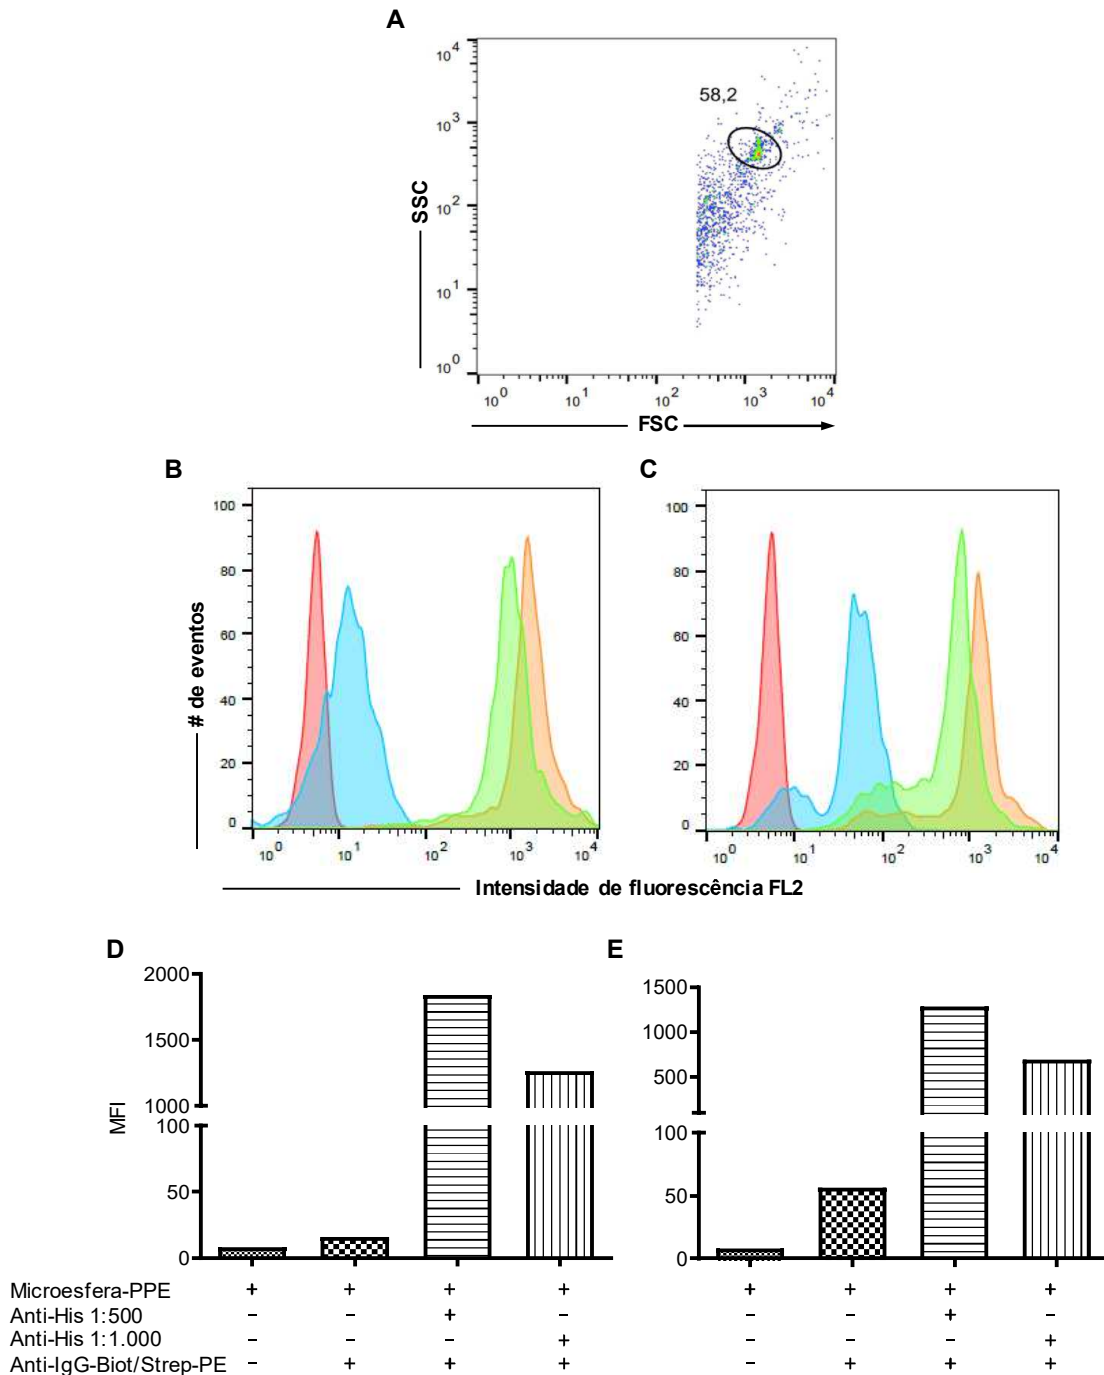 A
10^4
58,2
10^3
SSC
10^2
10^1
10^0
10^0 10^1 10^2 10^3 10^4
FSC
B
C
100
80
60
40
20
0
# de eventos
10^0 10^1 10^2 10^3 10^4
100
80
60
40
20
0
10^0 10^1 10^2 10^3 10^4
Intensidade de fluorescência FL2
D
E
2000
1500
1000
100
50
0
MFI
1500
1000
500
100
50
0
Microesfera-PPE + + + + + + + +
Anti-His 1:500 – – + – – – + –
Anti-His 1:1.000 – – – + – – – +
Anti-IgG-Biot/Strep-PE – + + + – + + +